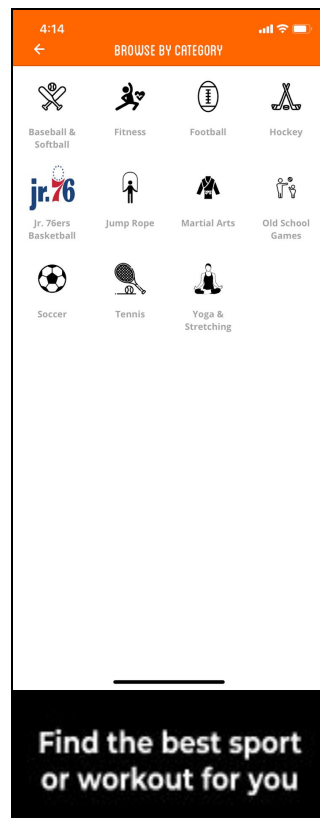 4:14
BROWSE BY CATEGORY
Baseball &
Softball
Fitness
Football
Hockey
jr.76
Jr. 76ers
Basketball
Jump Rope
Martial Arts
Old School
Games
Soccer
Tennis
Yoga &
Stretching
Find the best sport
or workout for you